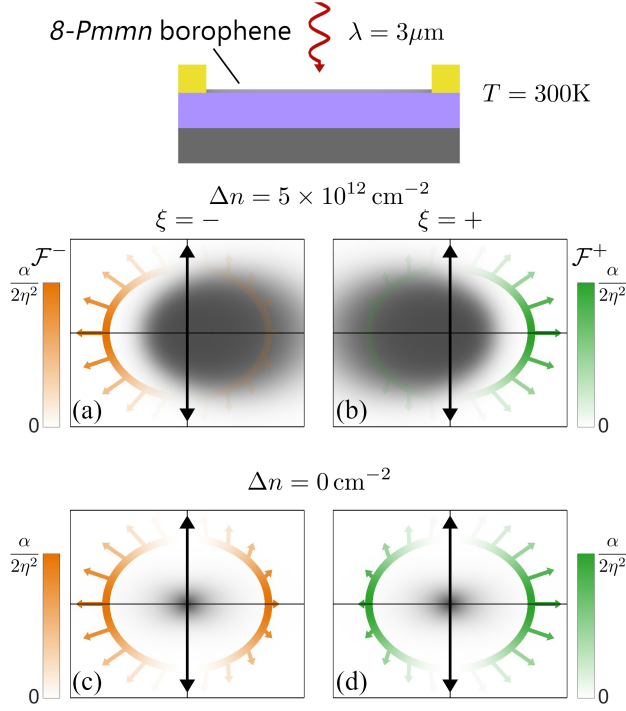 8-Pmmn borophene
λ = 3μm
T = 300K
Δn = 5 × 10¹² cm⁻²
ξ = −
ξ = +
ℱ⁻
ℱ⁺
α/2η²
0
(a)
(b)
α/2η²
0
Δn = 0 cm⁻²
α/2η²
0
(c)
(d)
α/2η²
0